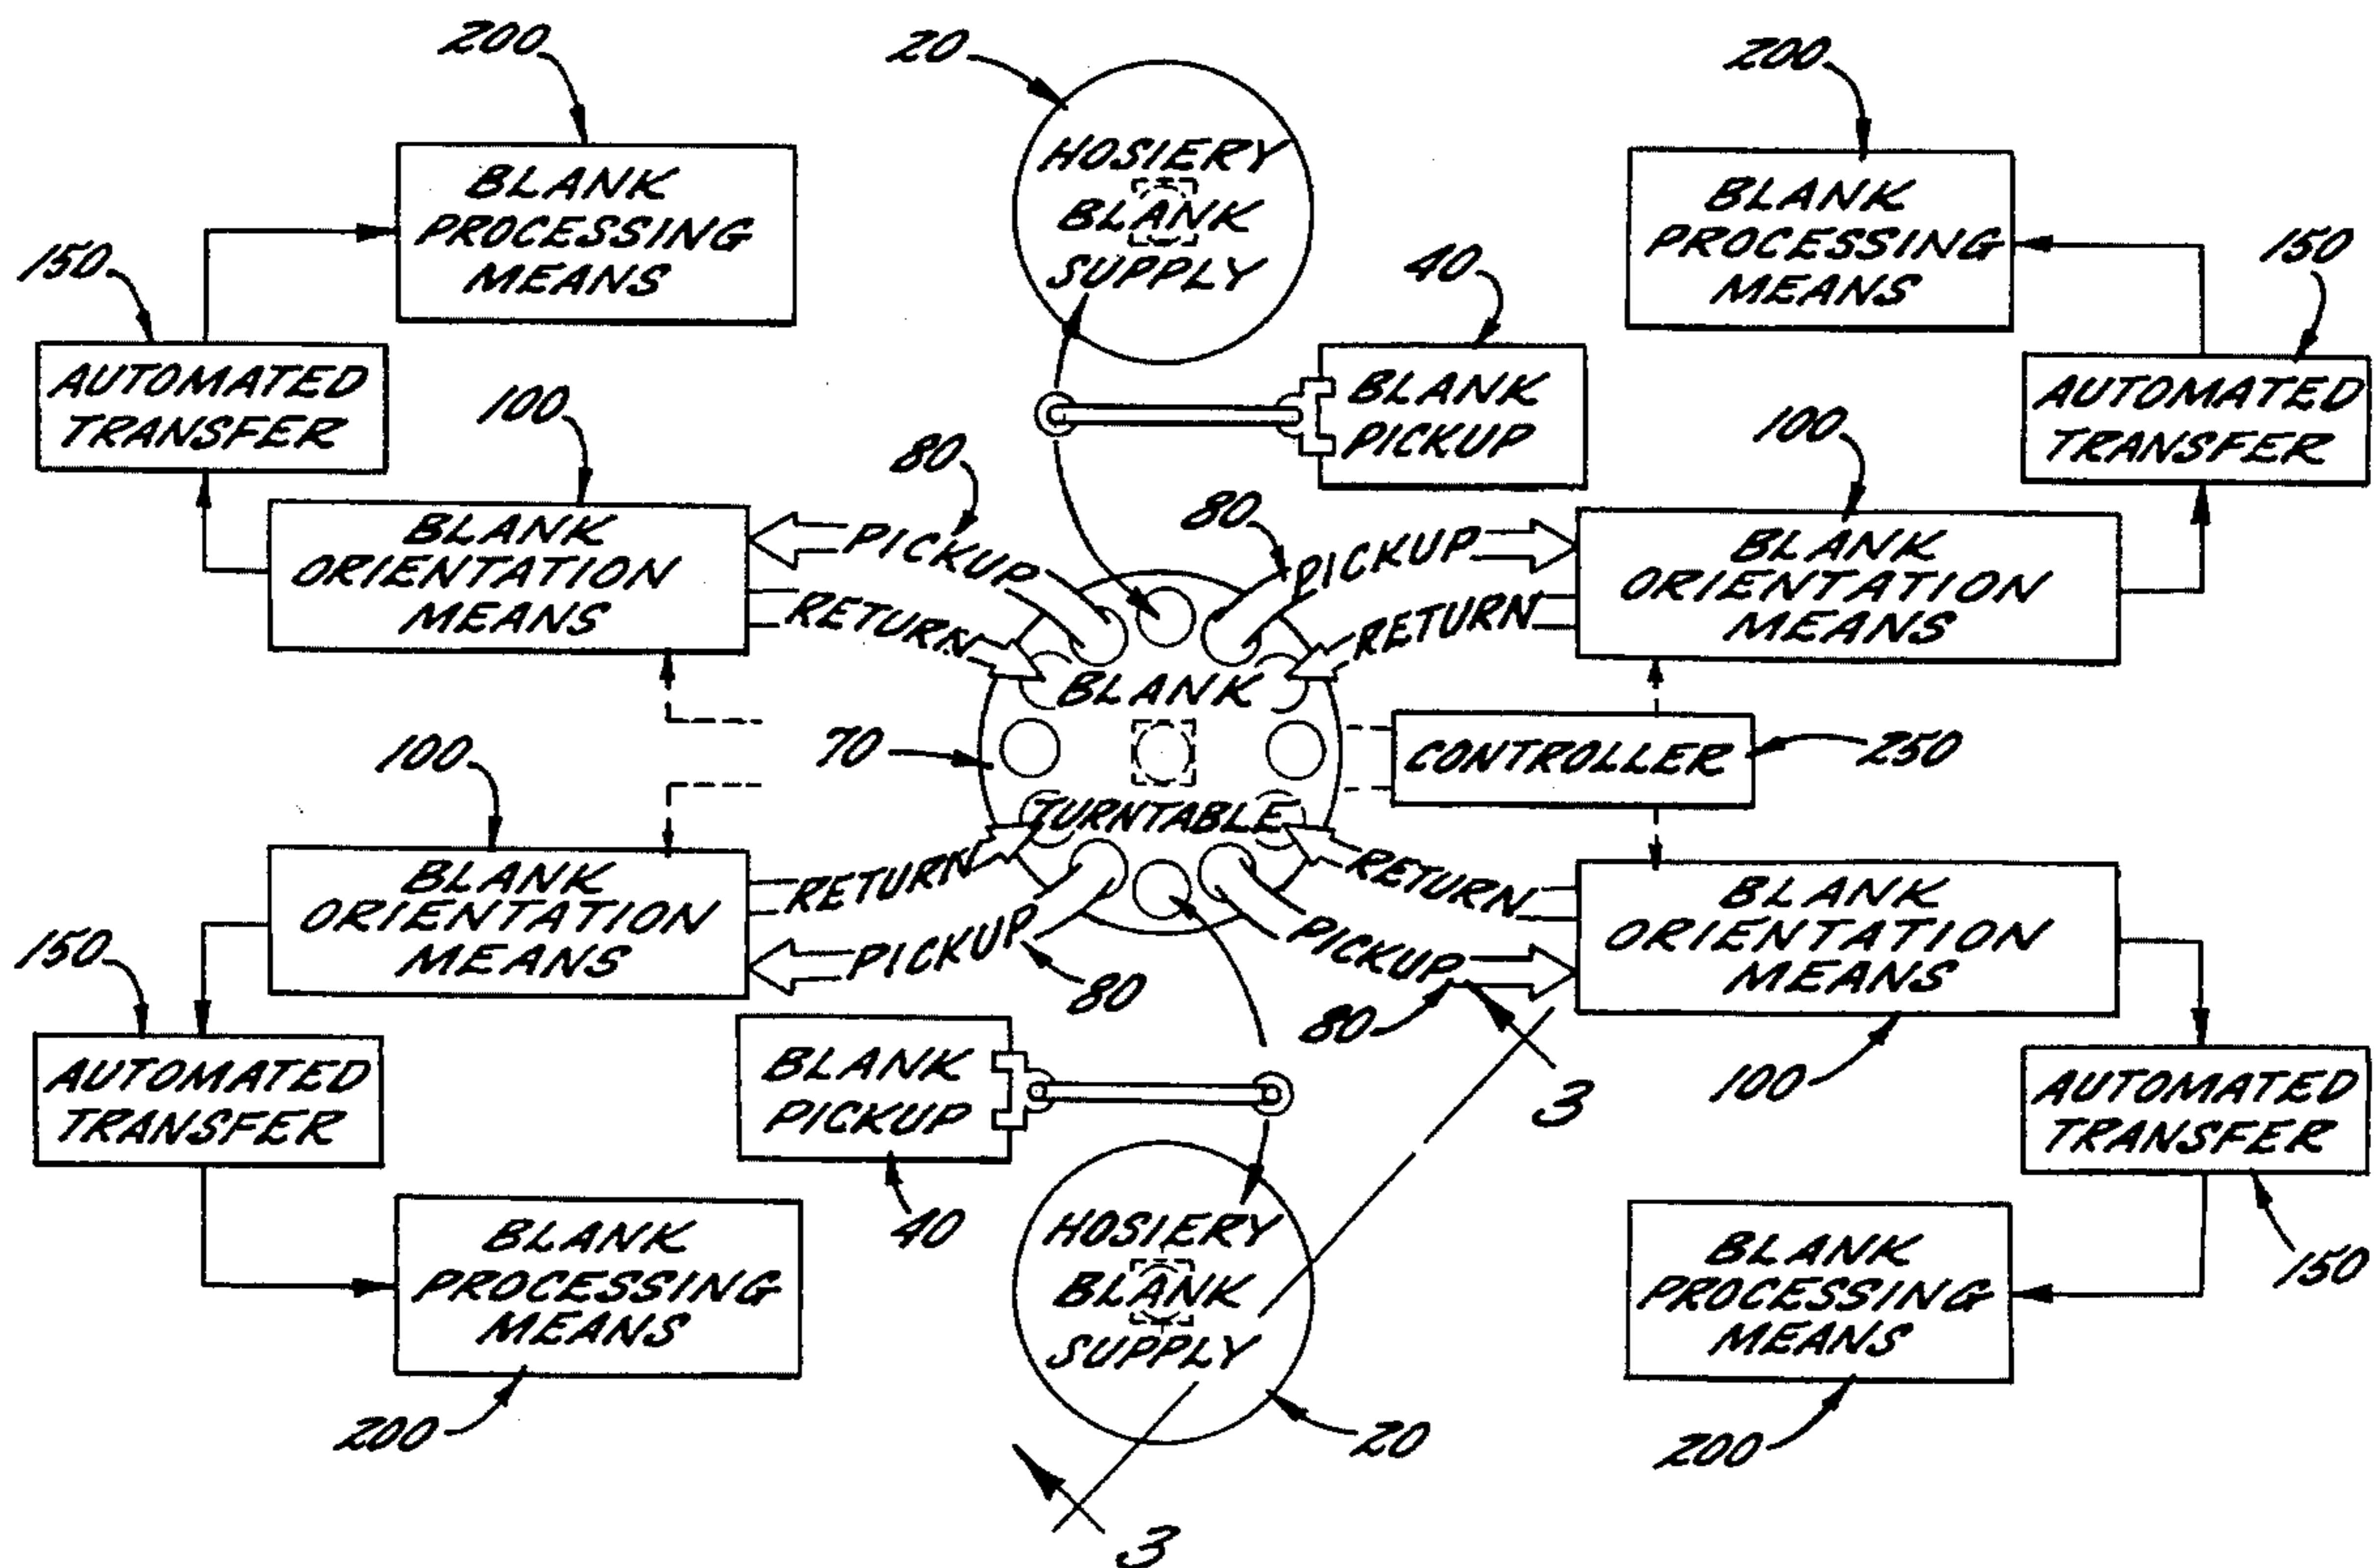 200
20
200
HOSIERY
BLANK
SUPPLY
BLANK
PROCESSING
MEANS
BLANK
PROCESSING
MEANS
150
40
150
AUTOMATED
TRANSFER
100
80
BLANK
PICKUP
80
100
AUTOMATED
TRANSFER
BLANK
ORIENTATION
MEANS
PICKUP
RETURN
PICKUP
RETURN
BLANK
ORIENTATION
MEANS
100
70
BLANK
TURNTABLE
CONTROLLER
250
BLANK
ORIENTATION
MEANS
RETURN
PICKUP
RETURN
PICKUP
BLANK
ORIENTATION
MEANS
150
80
80
3
100
AUTOMATED
TRANSFER
BLANK
PICKUP
40
AUTOMATED
TRANSFER
150
BLANK
PROCESSING
MEANS
HOSIERY
BLANK
SUPPLY
BLANK
PROCESSING
MEANS
200
20
200
3